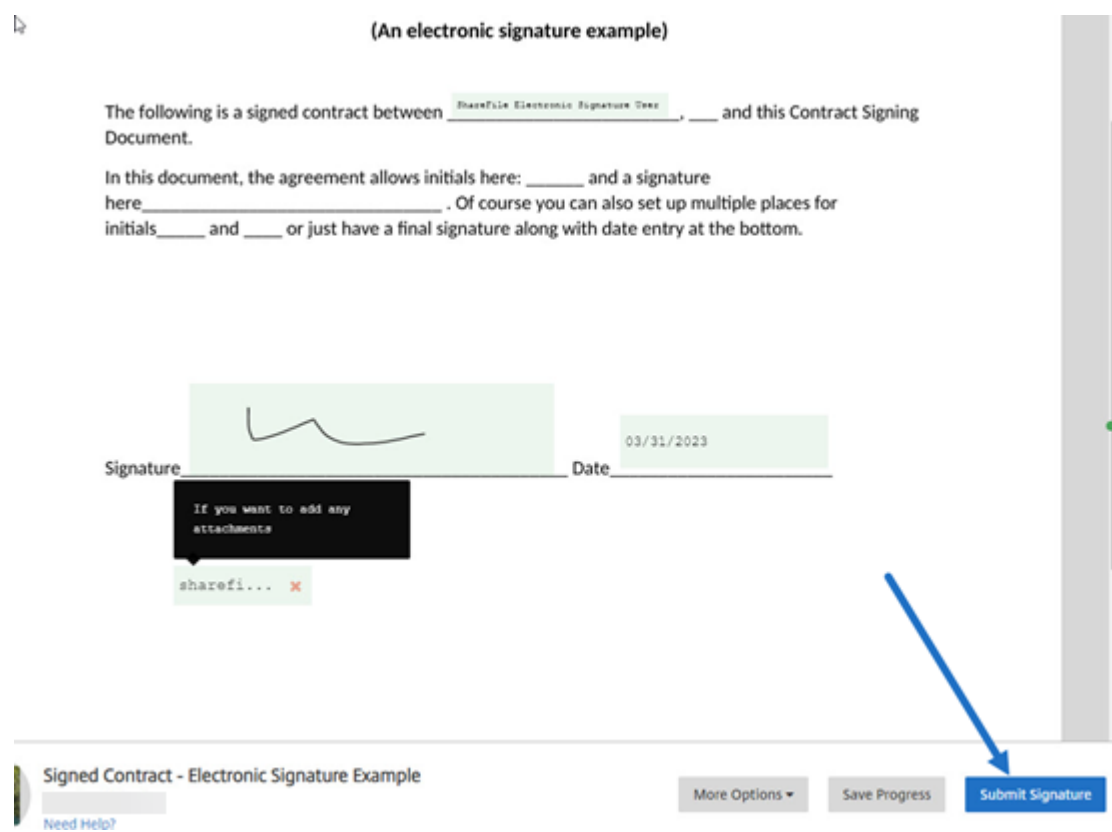 (An electronic signature example)
The following is a signed contract between ShareFile Electronic Signature User, ___ and this Contract Signing
Document.
In this document, the agreement allows initials here: ______ and a signature
here________________________________ . Of course you can also set up multiple places for
initials_____ and ____ or just have a final signature along with date entry at the bottom.
03/31/2023
Signature________________________________________ Date________________________
If you want to add any
attachments
sharefi... ×
Signed Contract - Electronic Signature Example
More Options Save Progress Submit Signature
Need Help?